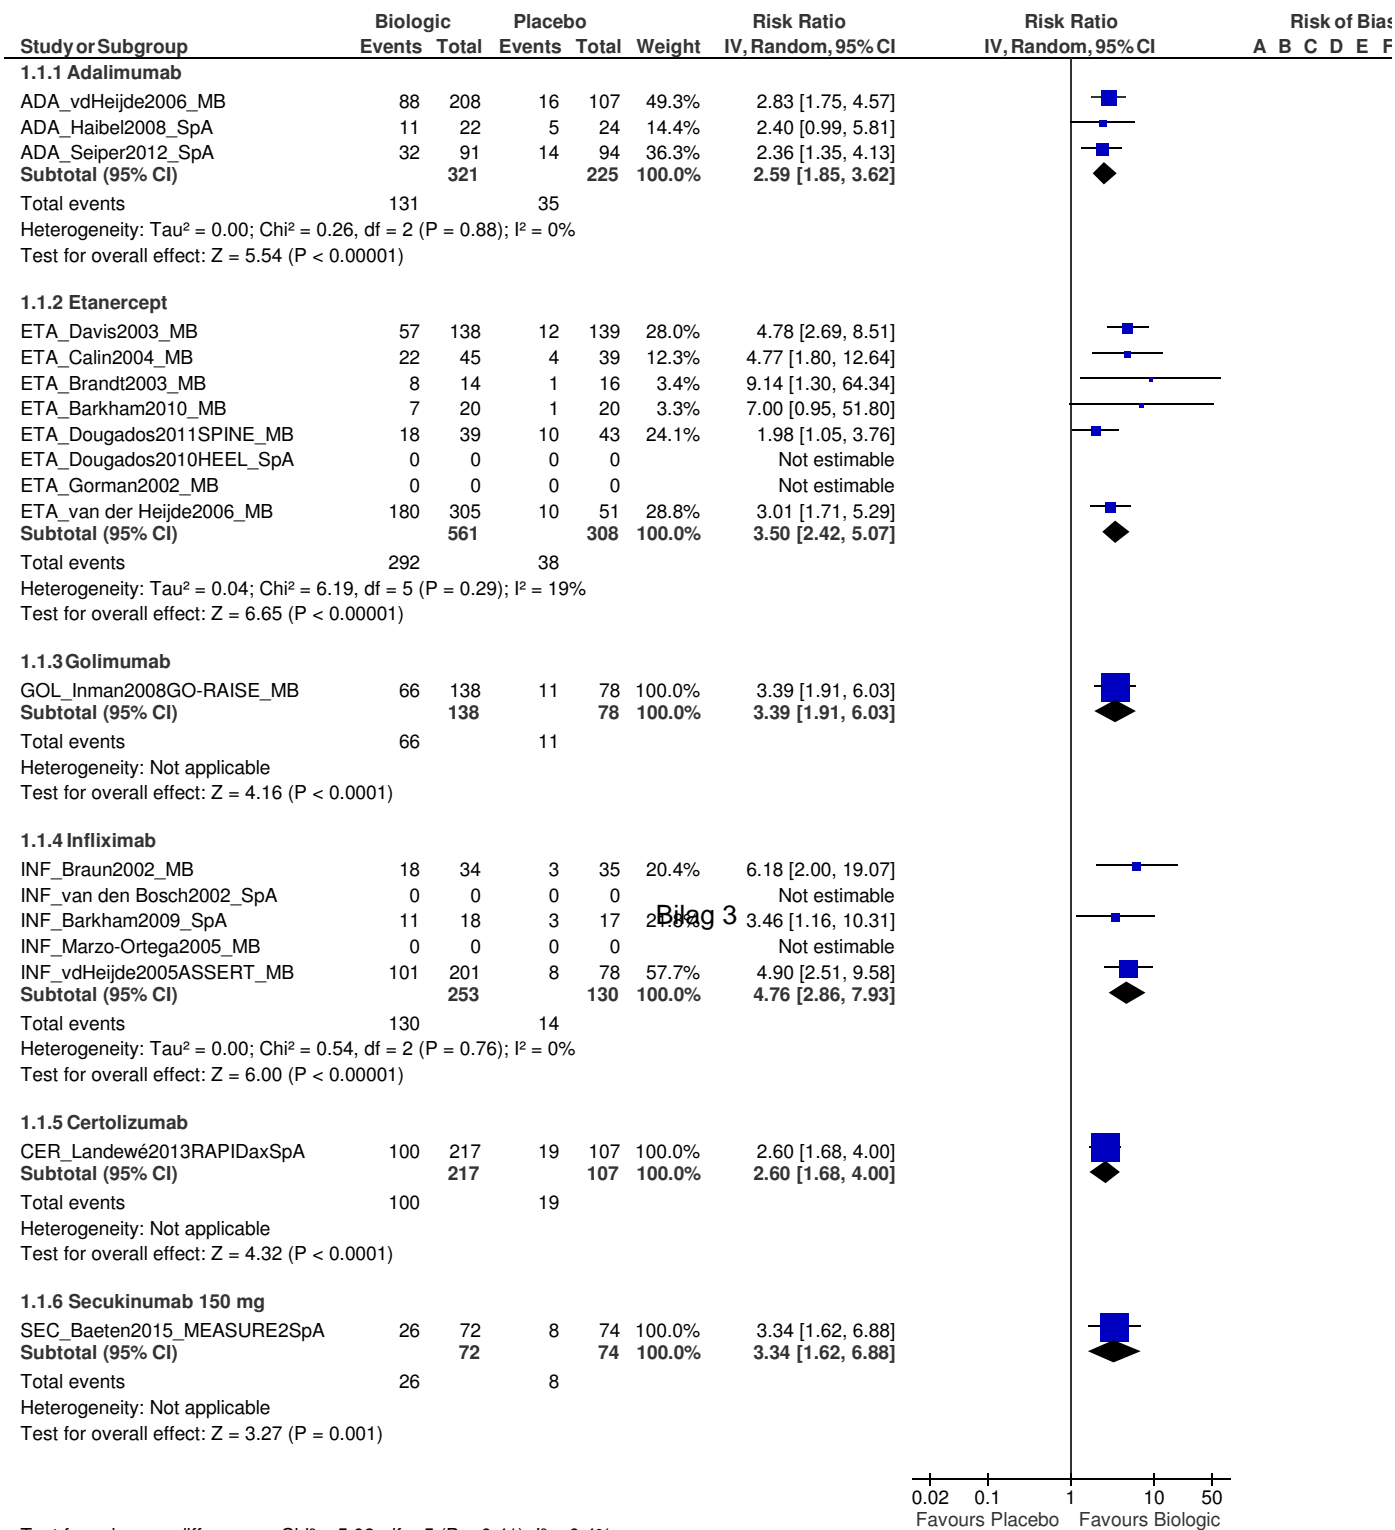 Biologic Placebo Risk Ratio Risk Ratio Risk of Bias
Study or Subgroup Events Total Events Total Weight IV, Random, 95% CI IV, Random, 95% CI A B C D E F
1.1.1 Adalimumab
ADA_vdHeijde2006_MB 88 208 16 107 49.3% 2.83 [1.75, 4.57]
ADA_Haibel2008_SpA 11 22 5 24 14.4% 2.40 [0.99, 5.81]
ADA_Seiper2012_SpA 32 91 14 94 36.3% 2.36 [1.35, 4.13]
Subtotal (95% CI) 321 225 100.0% 2.59 [1.85, 3.62]
Total events 131 35
Heterogeneity: Tau² = 0.00; Chi² = 0.26, df = 2 (P = 0.88); I² = 0%
Test for overall effect: Z = 5.54 (P < 0.00001)
1.1.2 Etanercept
ETA_Davis2003_MB 57 138 12 139 28.0% 4.78 [2.69, 8.51]
ETA_Calin2004_MB 22 45 4 39 12.3% 4.77 [1.80, 12.64]
ETA_Brandt2003_MB 8 14 1 16 3.4% 9.14 [1.30, 64.34]
ETA_Barkham2010_MB 7 20 1 20 3.3% 7.00 [0.95, 51.80]
ETA_Dougados2011SPINE_MB 18 39 10 43 24.1% 1.98 [1.05, 3.76]
ETA_Dougados2010HEEL_SpA 0 0 0 0 Not estimable
ETA_Gorman2002_MB 0 0 0 0 Not estimable
ETA_van der Heijde2006_MB 180 305 10 51 28.8% 3.01 [1.71, 5.29]
Subtotal (95% CI) 561 308 100.0% 3.50 [2.42, 5.07]
Total events 292 38
Heterogeneity: Tau² = 0.04; Chi² = 6.19, df = 5 (P = 0.29); I² = 19%
Test for overall effect: Z = 6.65 (P < 0.00001)
1.1.3 Golimumab
GOL_Inman2008GO-RAISE_MB 66 138 11 78 100.0% 3.39 [1.91, 6.03]
Subtotal (95% CI) 138 78 100.0% 3.39 [1.91, 6.03]
Total events 66 11
Heterogeneity: Not applicable
Test for overall effect: Z = 4.16 (P < 0.0001)
1.1.4 Infliximab
INF_Braun2002_MB 18 34 3 35 20.4% 6.18 [2.00, 19.07]
INF_van den Bosch2002_SpA 0 0 0 0 Not estimable
Bilag 3
INF_Barkham2009_SpA 11 18 3 17 21.8% 3.46 [1.16, 10.31]
INF_Marzo-Ortega2005_MB 0 0 0 0 Not estimable
INF_vdHeijde2005ASSERT_MB 101 201 8 78 57.7% 4.90 [2.51, 9.58]
Subtotal (95% CI) 253 130 100.0% 4.76 [2.86, 7.93]
Total events 130 14
Heterogeneity: Tau² = 0.00; Chi² = 0.54, df = 2 (P = 0.76); I² = 0%
Test for overall effect: Z = 6.00 (P < 0.00001)
1.1.5 Certolizumab
CER_Landewé2013RAPIDaxSpA 100 217 19 107 100.0% 2.60 [1.68, 4.00]
Subtotal (95% CI) 217 107 100.0% 2.60 [1.68, 4.00]
Total events 100 19
Heterogeneity: Not applicable
Test for overall effect: Z = 4.32 (P < 0.0001)
1.1.6 Secukinumab 150 mg
SEC_Baeten2015_MEASURE2SpA 26 72 8 74 100.0% 3.34 [1.62, 6.88]
Subtotal (95% CI) 72 74 100.0% 3.34 [1.62, 6.88]
Total events 26 8
Heterogeneity: Not applicable
Test for overall effect: Z = 3.27 (P = 0.001)
0.02 0.1 1 10 50
Favours Placebo Favours Biologic